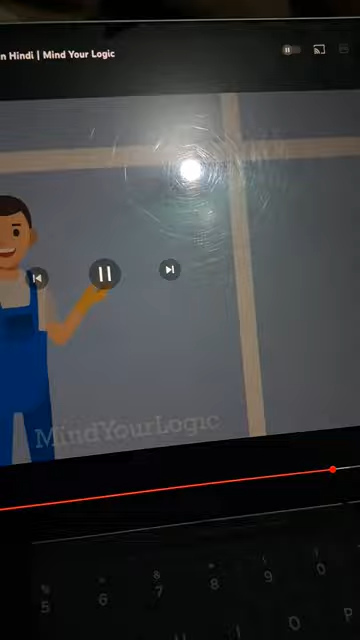 n Hindi | Mind Your Logic
MindYourLogic
% ^ & * ( )
5 6 7 8 9 0
U I O P